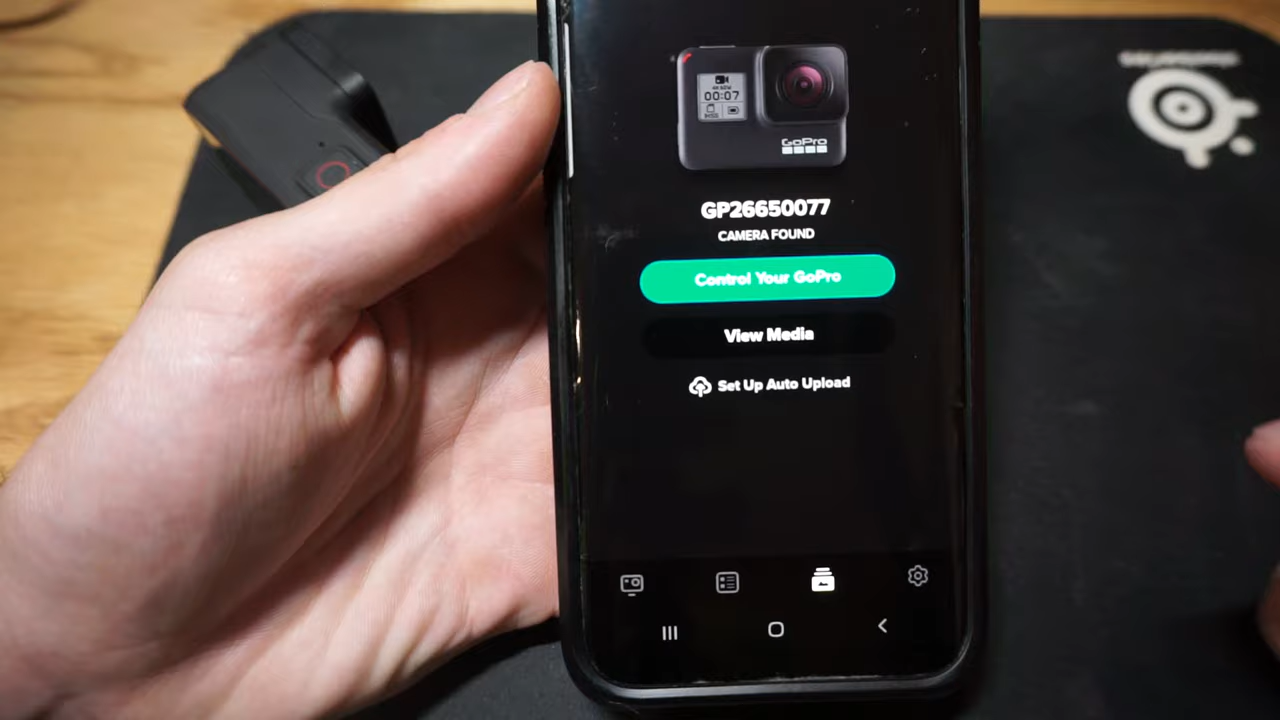 00:07
GoPro
GP26650077
CAMERA FOUND
Control Your GoPro
View Media
Set Up Auto Upload